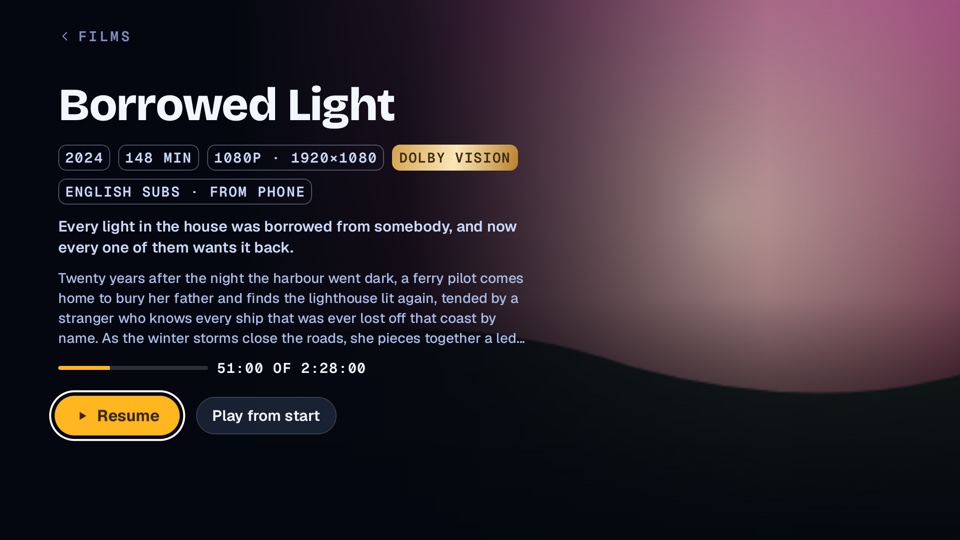 FILMS
Borrowed Light
2024 148 MIN 1080P · 1920×1080 DOLBY VISION
ENGLISH SUBS · FROM PHONE
Every light in the house was borrowed from somebody, and now
every one of them wants it back.
Twenty years after the night the harbour went dark, a ferry pilot comes
home to bury her father and finds the lighthouse lit again, tended by a
stranger who knows every ship that was ever lost off that coast by
name. As the winter storms close the roads, she pieces together a led…
51:00 OF 2:28:00
Resume Play from start